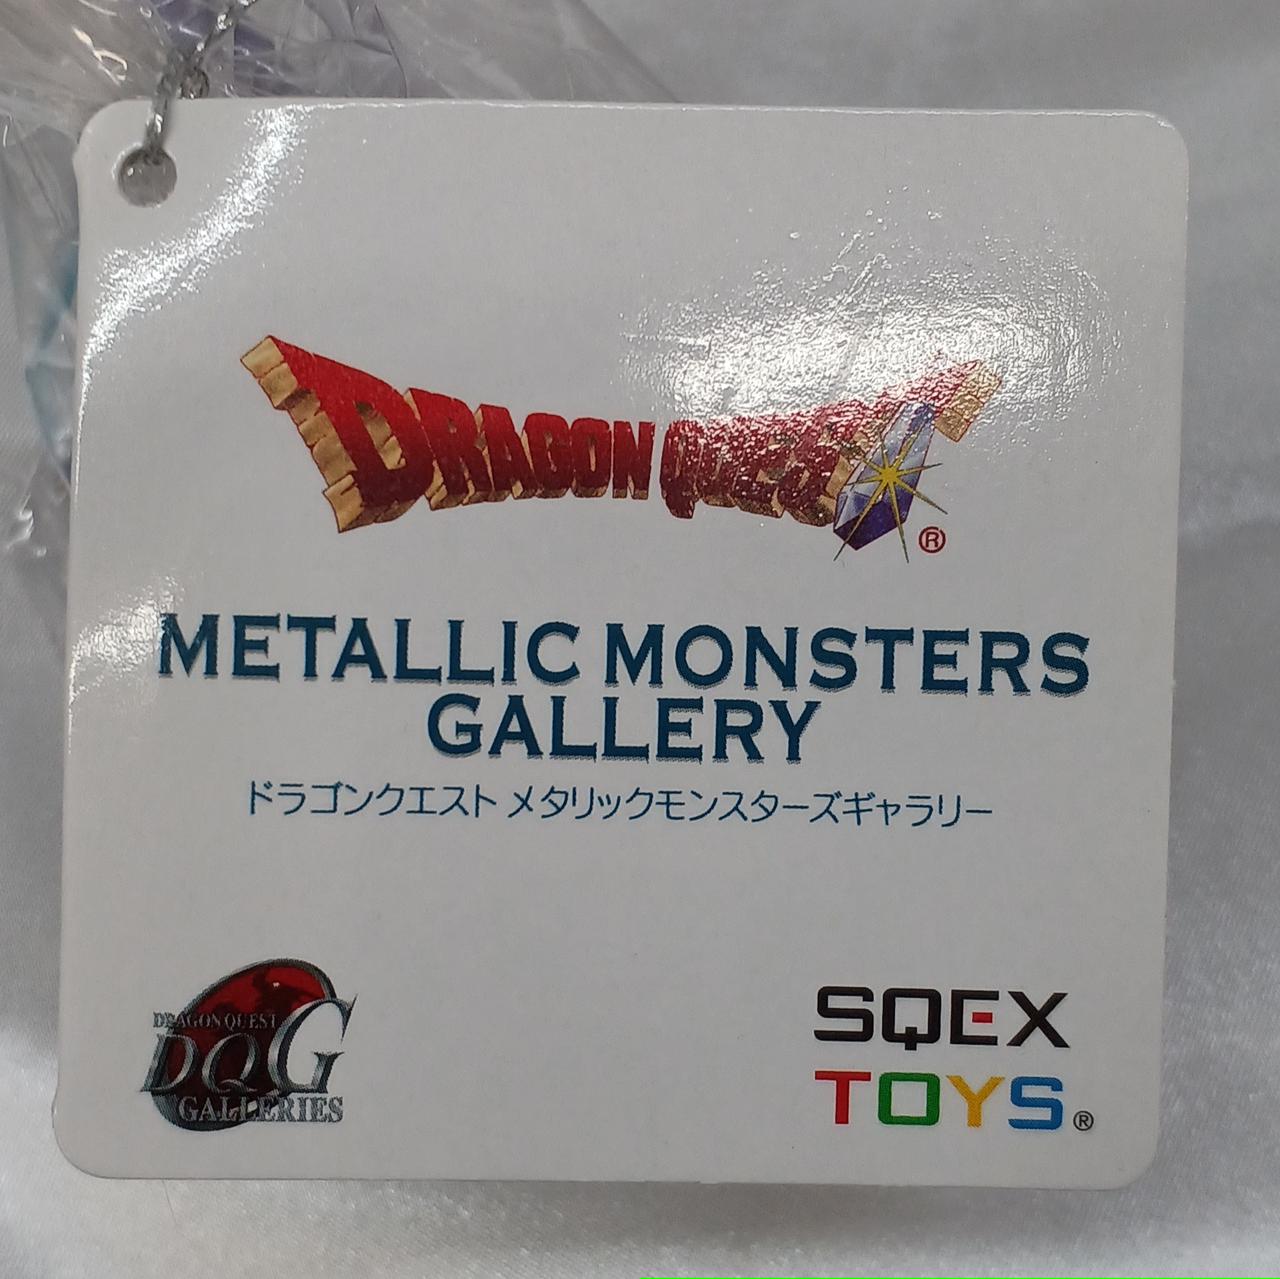 DRAGON QUEST ®
METALLIC MONSTERS
GALLERY
ドラゴンクエスト メタリックモンスターズギャラリー
DRAGON QUEST
DQG
GALLERIES
SQEX
TOYS®